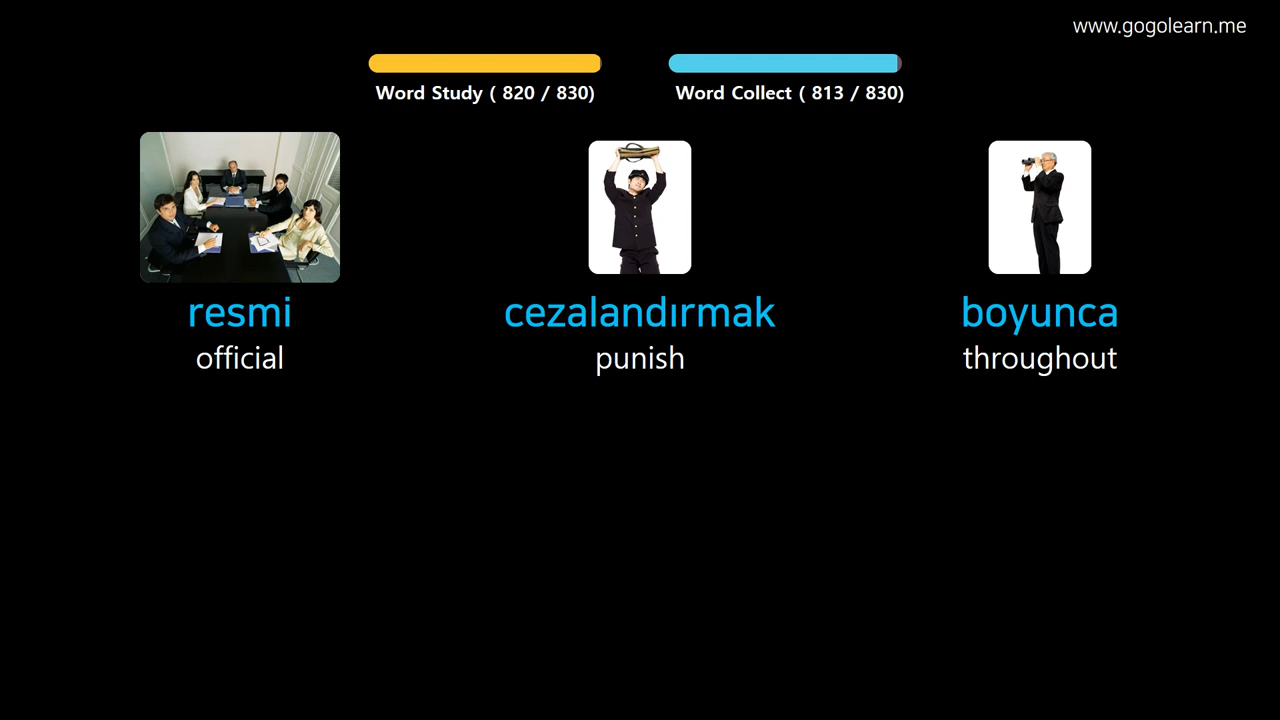 www.gogolearn.me
Word Study ( 820 / 830)
Word Collect ( 813 / 830)
resmi
official
cezalandırmak
punish
boyunca
throughout